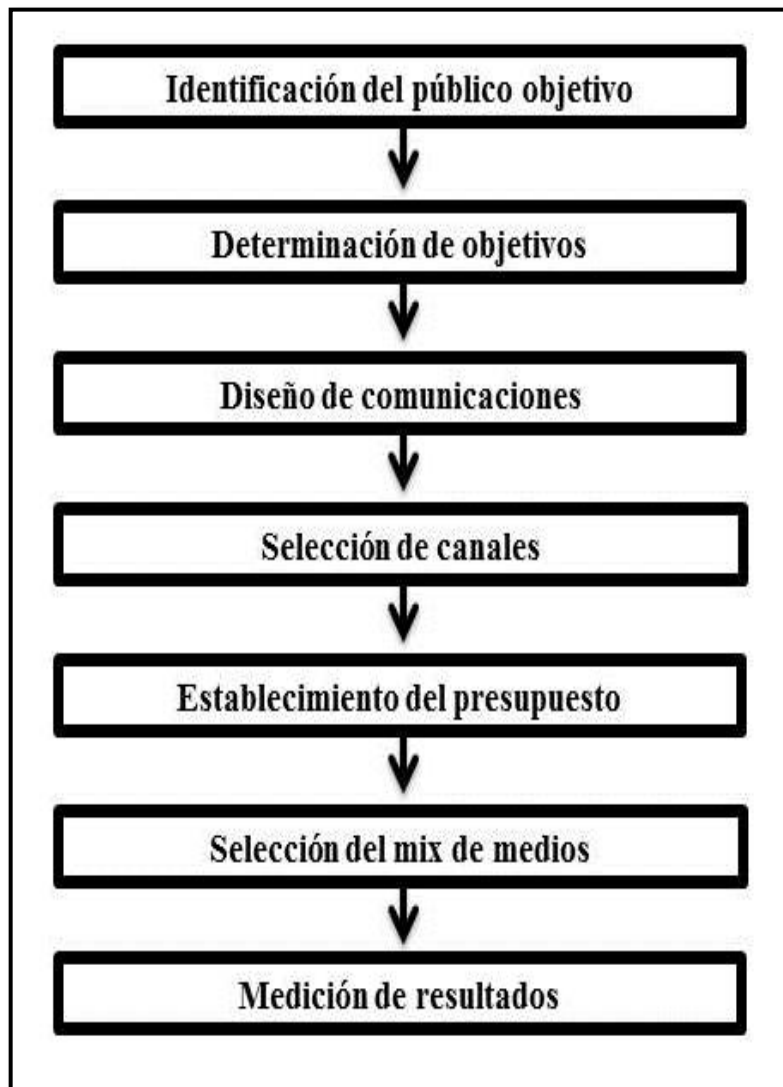 Identificación del público objetivo
Determinación de objetivos
Diseño de comunicaciones
Selección de canales
Establecimiento del presupuesto
Selección del mix de medios
Medición de resultados